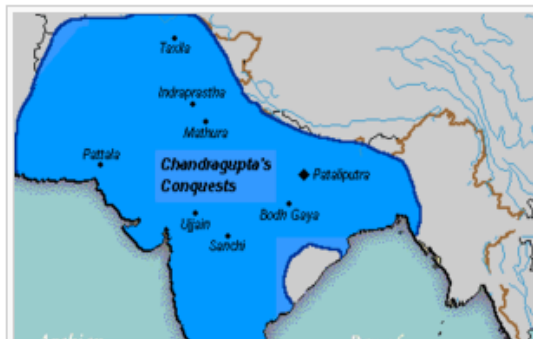 Taxila
Indraprastha
Mathura
Pattala
Chandragupta's
Conquests
Pataliputra
Bodh Gaya
Ujjain
Sanchi